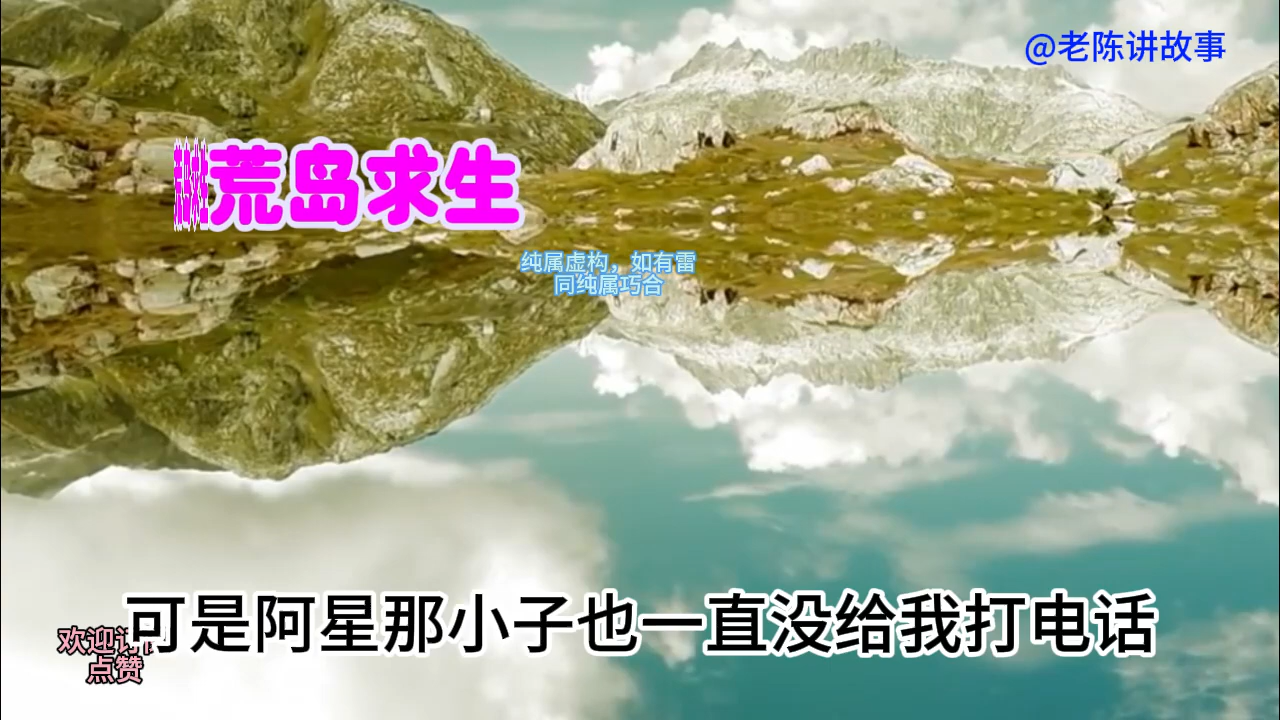 @老陈讲故事
荒岛求生
纯属虚构，如有雷
同纯属巧合
可是阿星那小子也一直没给我打电话
欢迎订
点赞